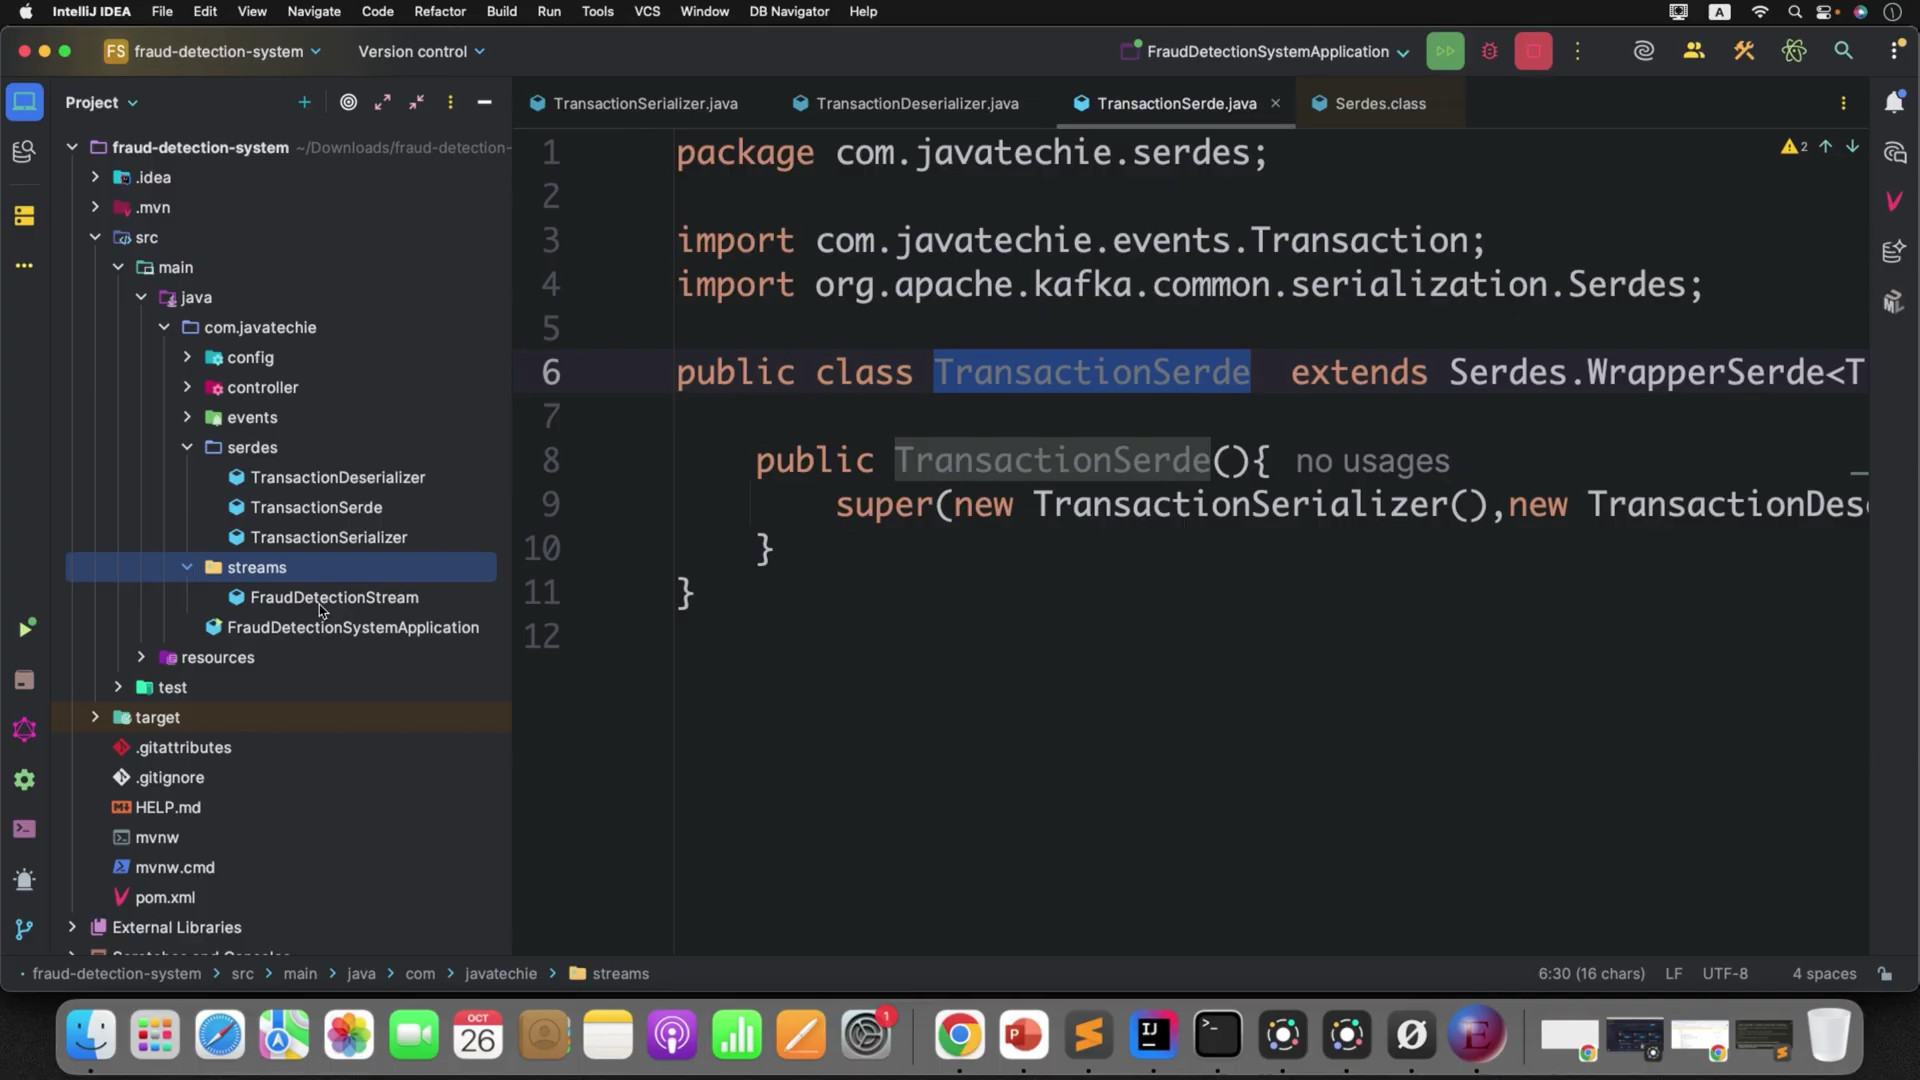 IntelliJ IDEA File Edit View Navigate Code Refactor Build Run Tools VCS Window DB Navigator Help
A
FS fraud-detection-system Version control FraudDetectionSystemApplication
Project
TransactionSerializer.java TransactionDeserializer.java TransactionSerde.java Serdes.class
fraud-detection-system ~/Downloads/fraud-detection-
.idea
.mvn
src
main
java
com.javatechie
config
controller
events
serdes
TransactionDeserializer
TransactionSerde
TransactionSerializer
streams
FraudDetectionStream
FraudDetectionSystemApplication
resources
test
target
.gitattributes
.gitignore
HELP.md
mvnw
mvnw.cmd
pom.xml
External Libraries
1 package com.javatechie.serdes;
2
2
3 import com.javatechie.events.Transaction;
4 import org.apache.kafka.common.serialization.Serdes;
5
6 public class TransactionSerde extends Serdes.WrapperSerde<T
7
8 public TransactionSerde(){ no usages
9 super(new TransactionSerializer(),new TransactionDes
10 }
11 }
12
fraud-detection-system src main java com javatechie streams 6:30 (16 chars) LF UTF-8 4 spaces
OCT
26
1
IJ